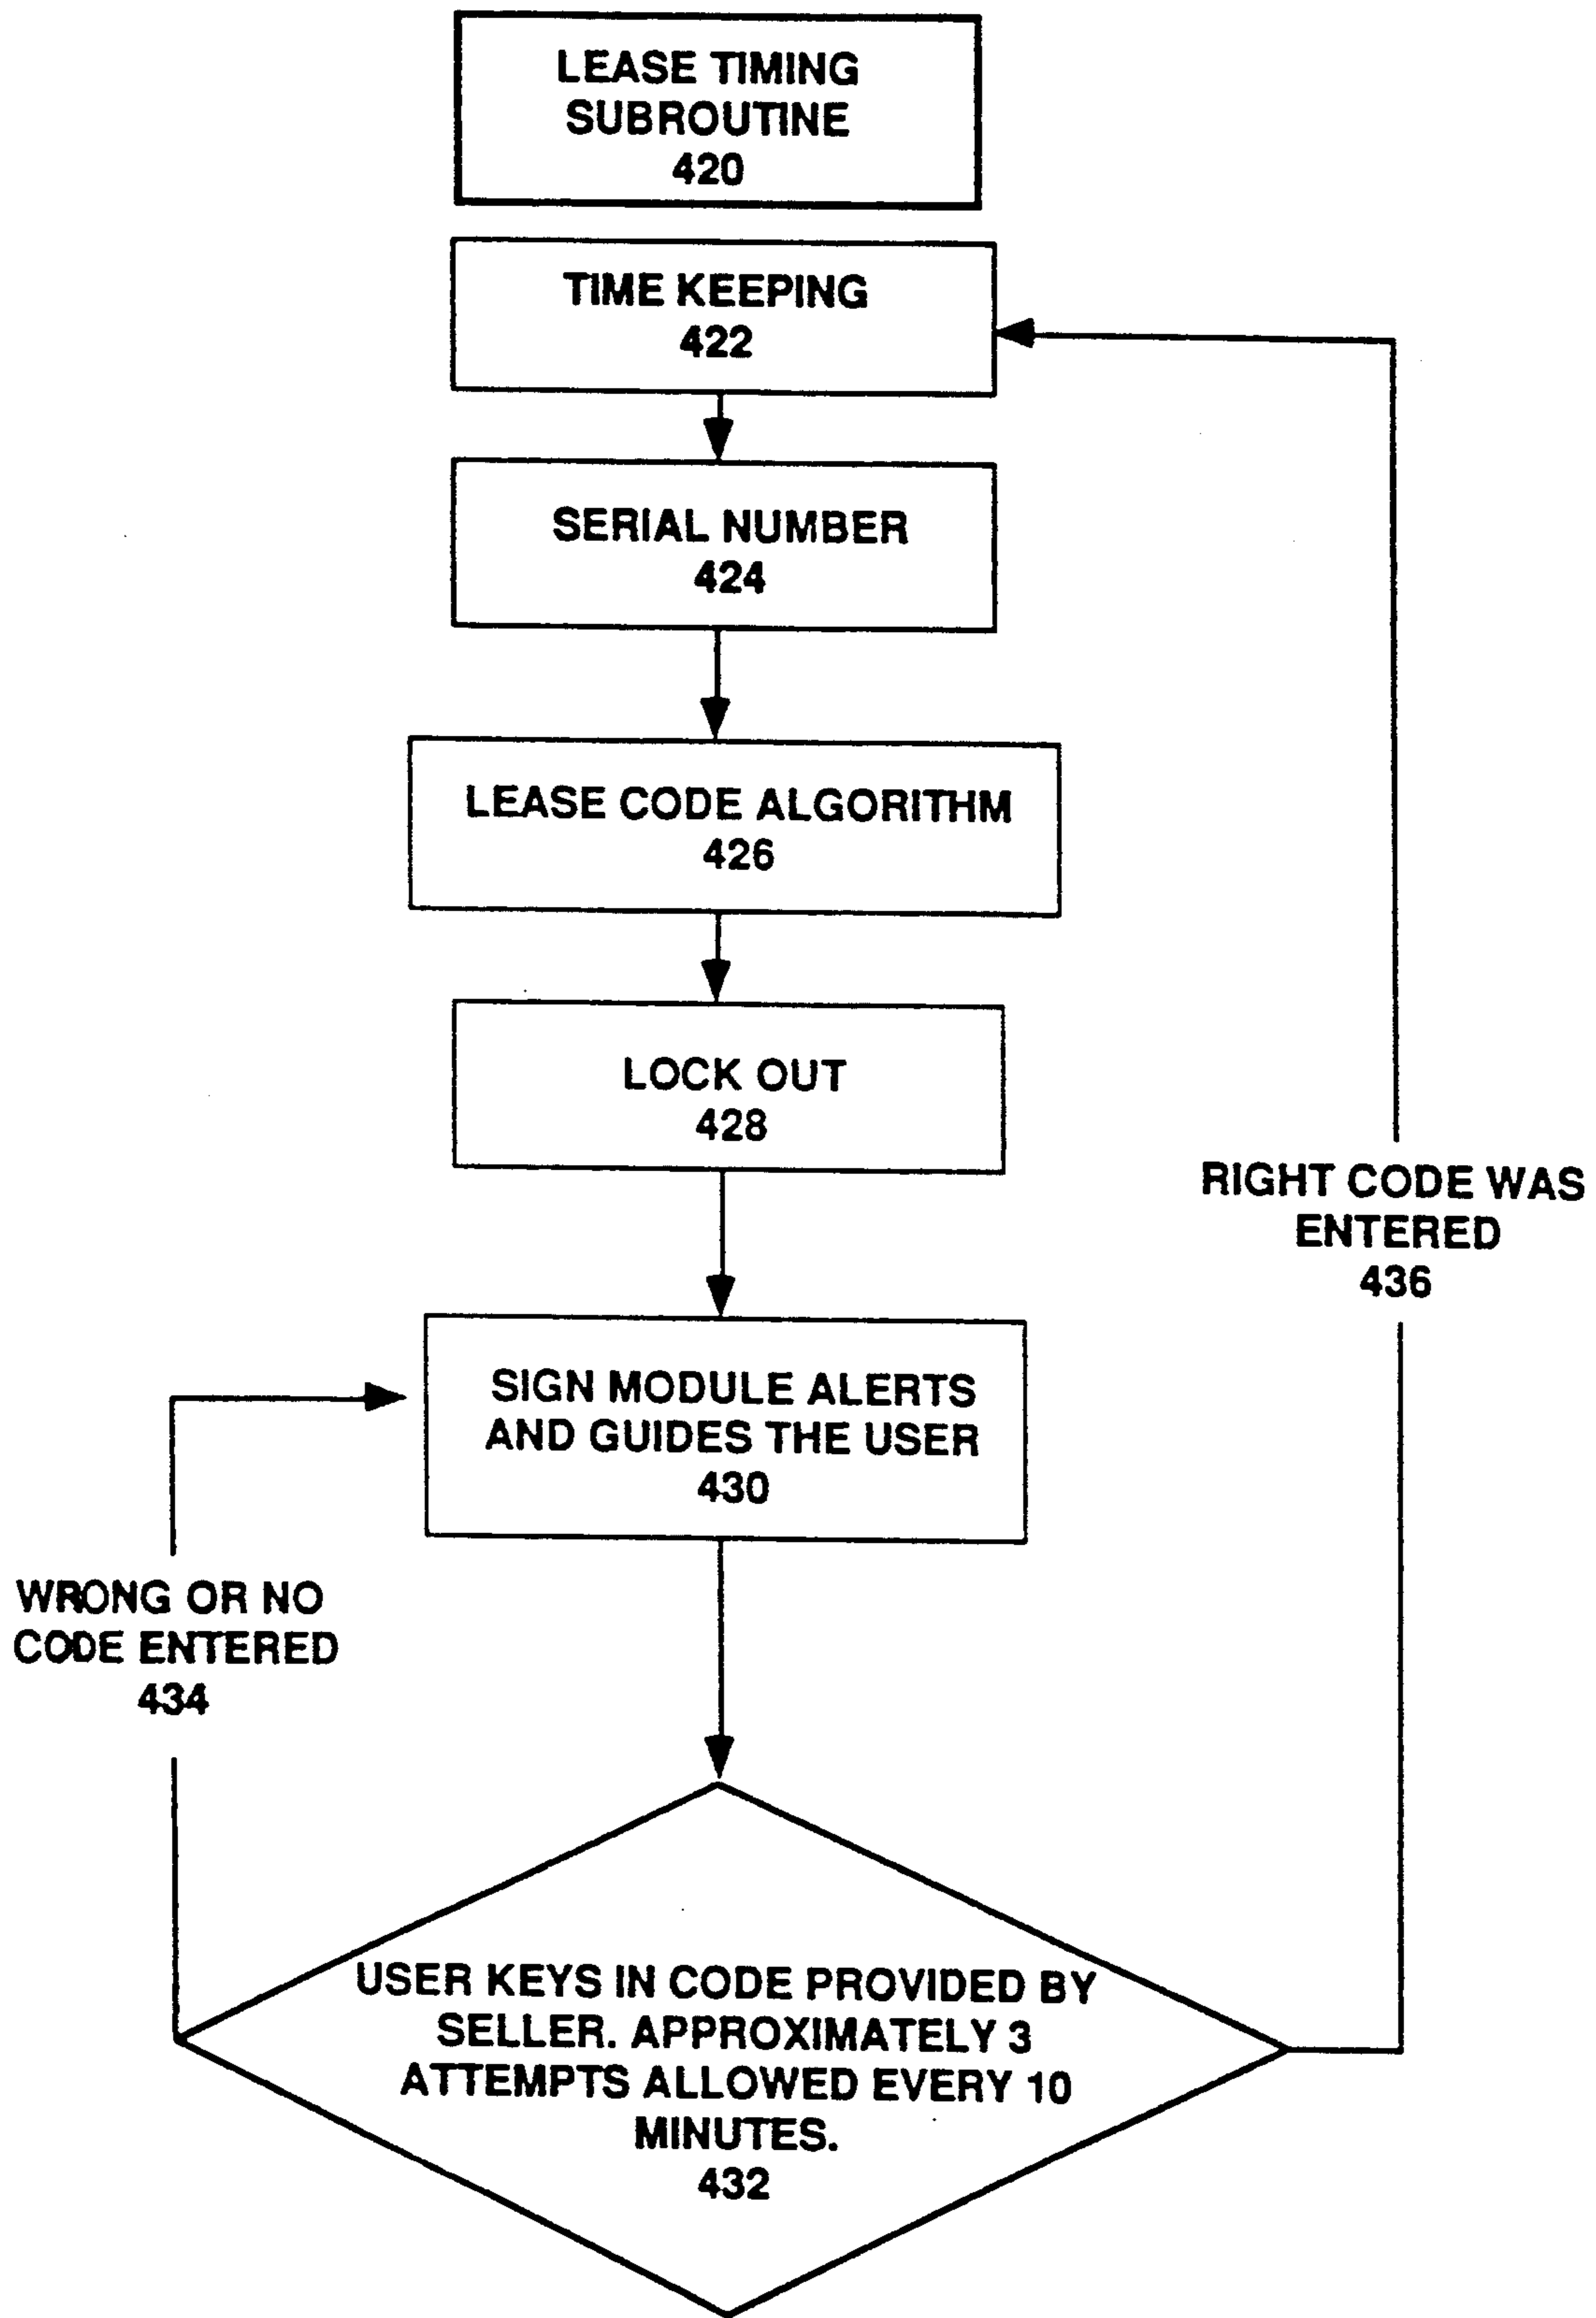 LEASE TIMING
SUBROUTINE
420
TIME KEEPING
422
SERIAL NUMBER
424
LEASE CODE ALGORITHM
426
LOCK OUT
428
RIGHT CODE WAS
ENTERED
436
SIGN MODULE ALERTS
AND GUIDES THE USER
430
WRONG OR NO
CODE ENTERED
434
USER KEYS IN CODE PROVIDED BY
SELLER. APPROXIMATELY 3
ATTEMPTS ALLOWED EVERY 10
MINUTES.
432